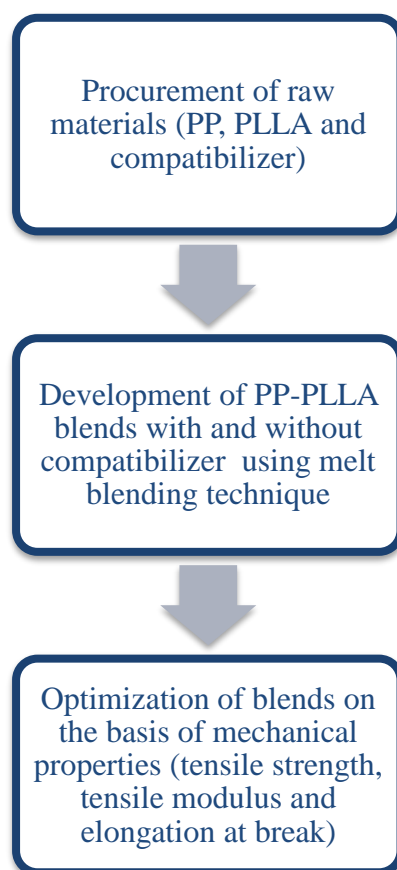 Procurement of raw
materials (PP, PLLA and
compatibilizer)
Development of PP-PLLA
blends with and without
compatibilizer  using melt
blending technique
Optimization of blends on
the basis of mechanical
properties (tensile strength,
tensile modulus and
elongation at break)